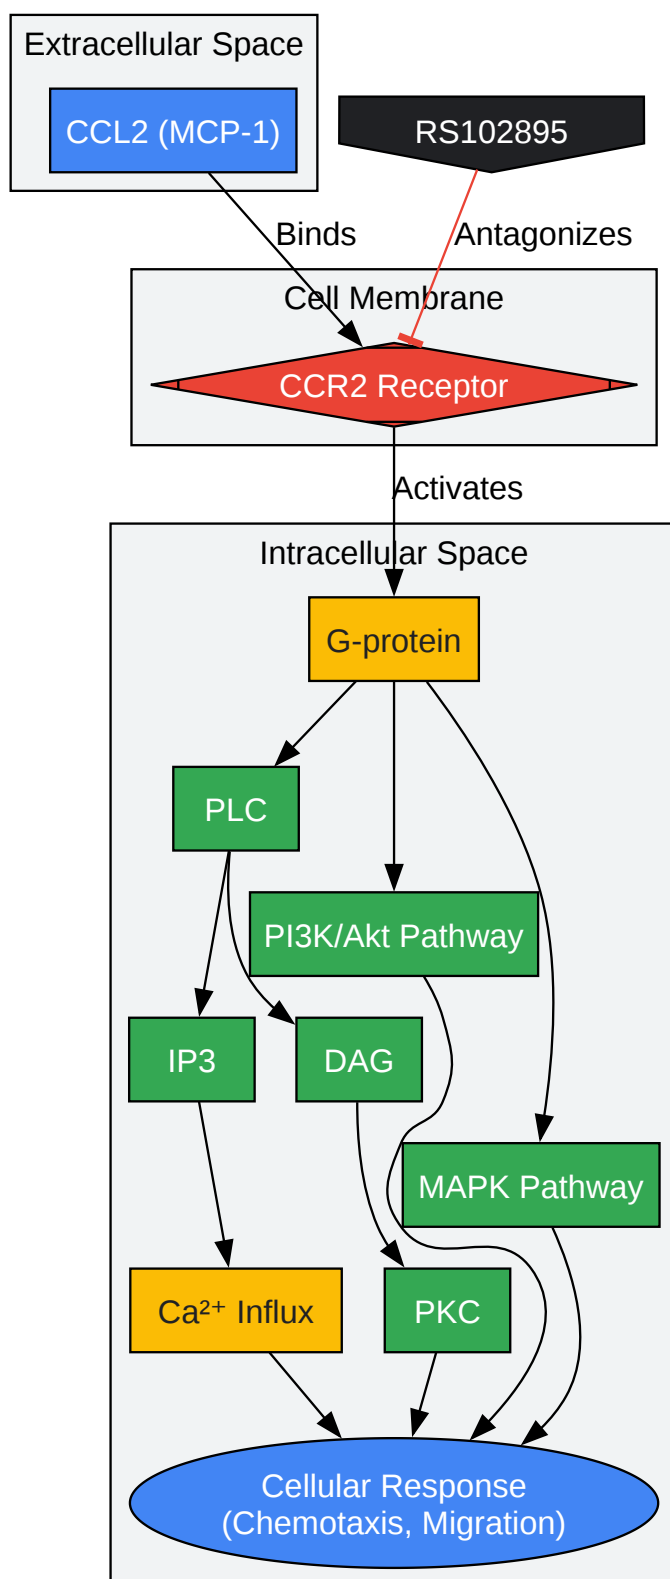 Extracellular Space
CCL2 (MCP-1)
RS102895
Binds
Antagonizes
Cell Membrane
CCR2 Receptor
Activates
Intracellular Space
G-protein
PLC
PI3K/Akt Pathway
IP3
DAG
MAPK Pathway
Ca²⁺ Influx
PKC
Cellular Response
(Chemotaxis, Migration)